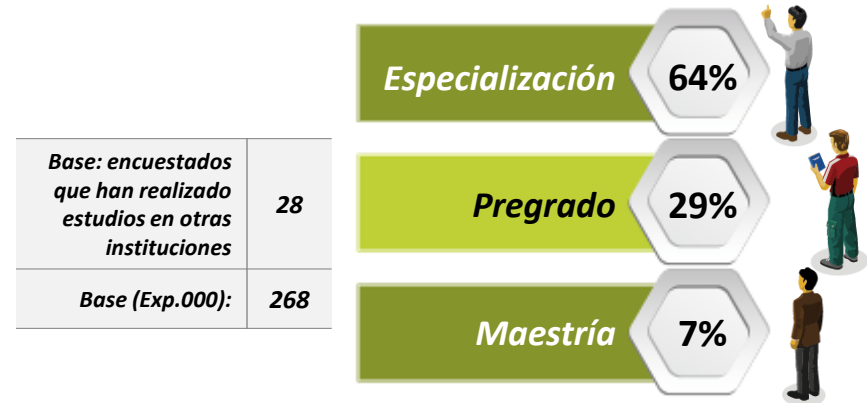 Base: encuestados
que han realizado
estudios en otras
instituciones
28
Base (Exp.000):
268
Especialización
64%
Pregrado
29%
Maestría
7%